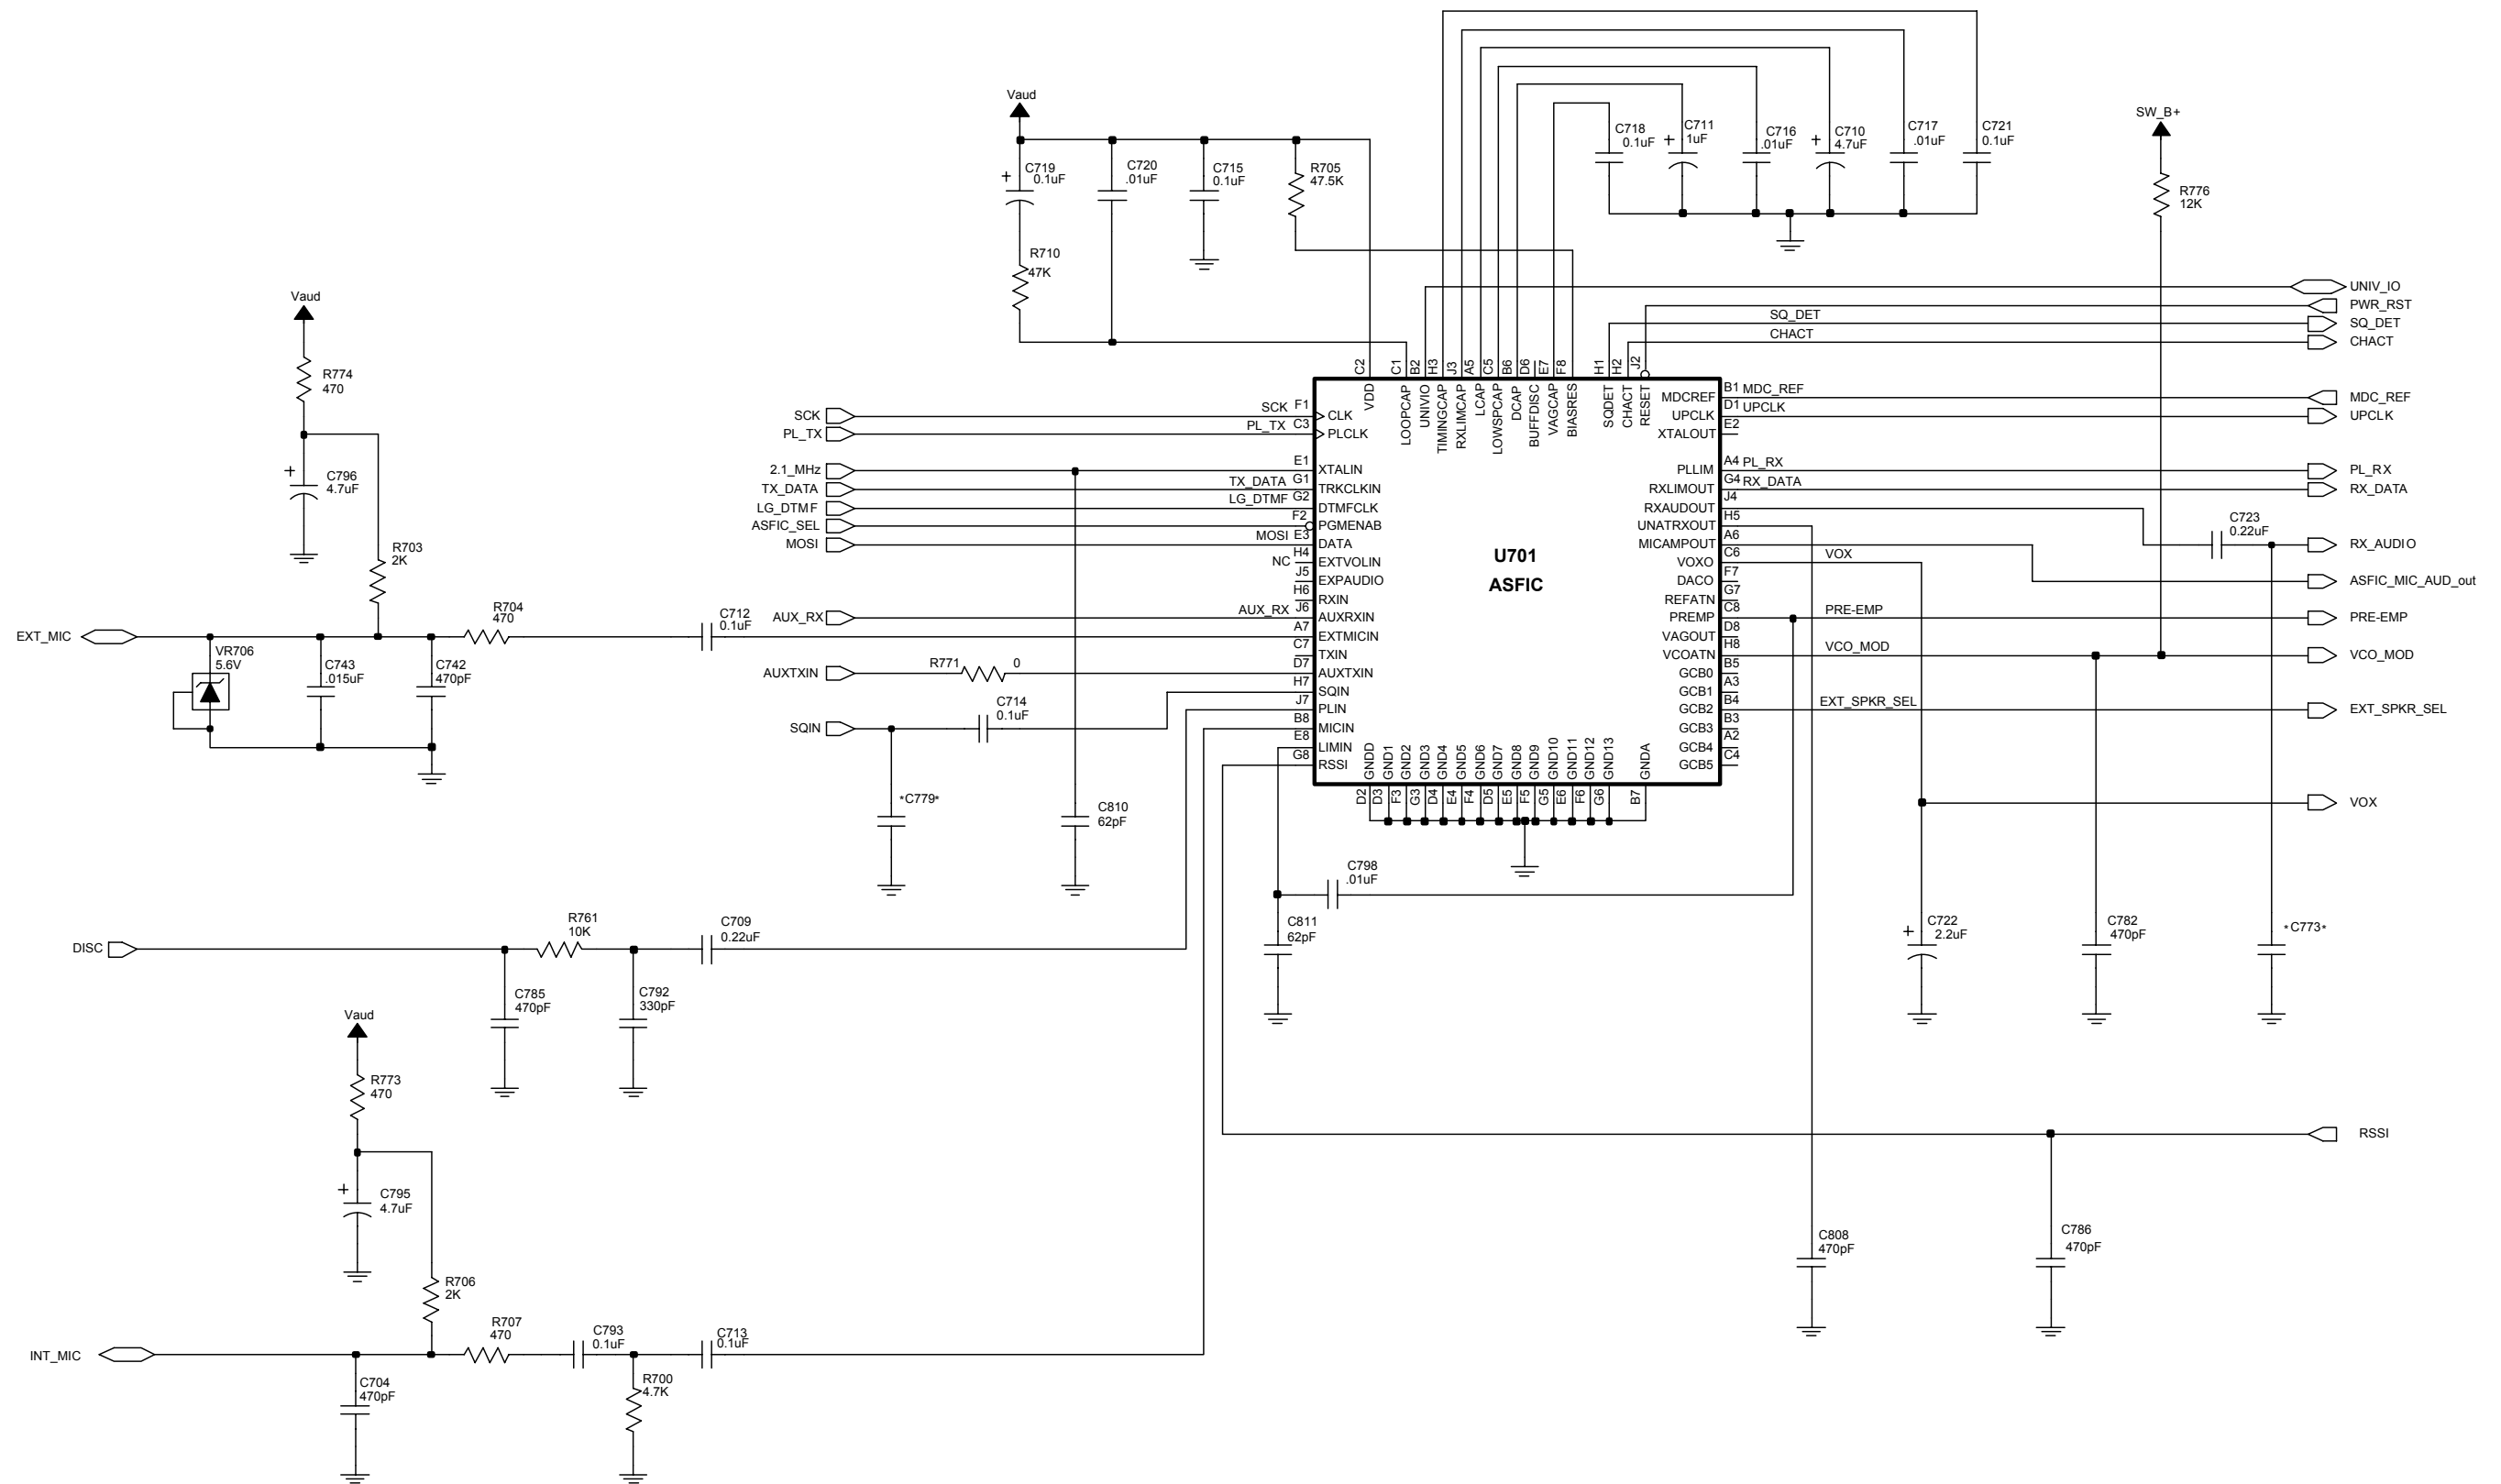 Vaud
C719
0.1uF
C720
.01uF
C715
0.1uF
R705
47.5K
R710
47K
C718
0.1uF
C711
1uF
C716
.01uF
C710
4.7uF
C717
.01uF
C721
0.1uF
SW_B+
R776
12K
Vaud
R774
470
C796
4.7uF
R703
2K
R704
470
EXT_MIC
VR706
5.6V
C743
.015uF
C742
470pF
C712
0.1uF
UNIV_IO
PWR_RST
SQ_DET
SQ_DET
CHACT
CHACT
C2
C1
B2
H3
J3
A5
C5
B6
D6
E7
F8
H1
H2
J2
VDD
LOOPCAP
UNIVIO
TIMINGCAP
RXLIMCAP
LCAP
LOWSPCAP
DCAP
BUFFDISC
VAGCAP
BIASRES
SQDET
CHACT
RESET
SCK
SCK F1
CLK
PL_TX
PL_TX C3
PLCLK
2.1_MHz
E1
XTALIN
TX_DATA
TX_DATA G1
TRKCLKIN
LG_DTMF
LG_DTMF G2
DTMFCLK
ASFIC_SEL
F2
PGMENAB
MOSI
MOSI E3
DATA
NC H4
EXTVOLIN
J5
EXPAUDIO
H6
RXIN
AUX_RX
AUX_RX J6
AUXRXIN
A7
EXTMICIN
C7
TXIN
AUXTXIN
R771
0
D7
AUXTXIN
H7
SQIN
J7
PLIN
SQIN
C714
0.1uF
B8
MICIN
E8
LIMIN
G8
RSSI
U701
ASFIC
MDCREF
B1 MDC_REF
MDC_REF
UPCLK
D1 UPCLK
UPCLK
XTALOUT
E2
PLLIM
A4 PL_RX
PL_RX
RXLIMOUT
G4 RX_DATA
RX_DATA
RXAUDOUT
J4
UNATRXOUT
H5
C723
0.22uF
MICAMPOUT
A6
RX_AUDIO
VOXO
C6
VOX
DACO
F7
ASFIC_MIC_AUD_out
REFATN
G7
PREMP
C8
PRE-EMP
PRE-EMP
VAGOUT
D8
VCOATN
H8
VCO_MOD
VCO_MOD
GCB0
B5
GCB1
A3
GCB2
B4
EXT_SPKR_SEL
EXT_SPKR_SEL
GCB3
B3
GCB4
A2
GCB5
C4
GNDD
GND1
GND2
GND3
GND4
GND5
GND6
GND7
GND8
GND9
GND10
GND11
GND12
GND13
GNDA
D2
D3
F3
G3
D4
E4
F4
D5
E5
F5
G5
E6
F6
G6
B7
*C779*
C810
62pF
VOX
C798
.01uF
DISC
R761
10K
C709
0.22uF
C811
62pF
C722
2.2uF
C782
470pF
*C773*
C785
470pF
C792
330pF
Vaud
R773
470
RSSI
C795
4.7uF
C808
470pF
C786
470pF
R706
2K
R707
470
C793
0.1uF
C713
0.1uF
INT_MIC
C704
470pF
R700
4.7K